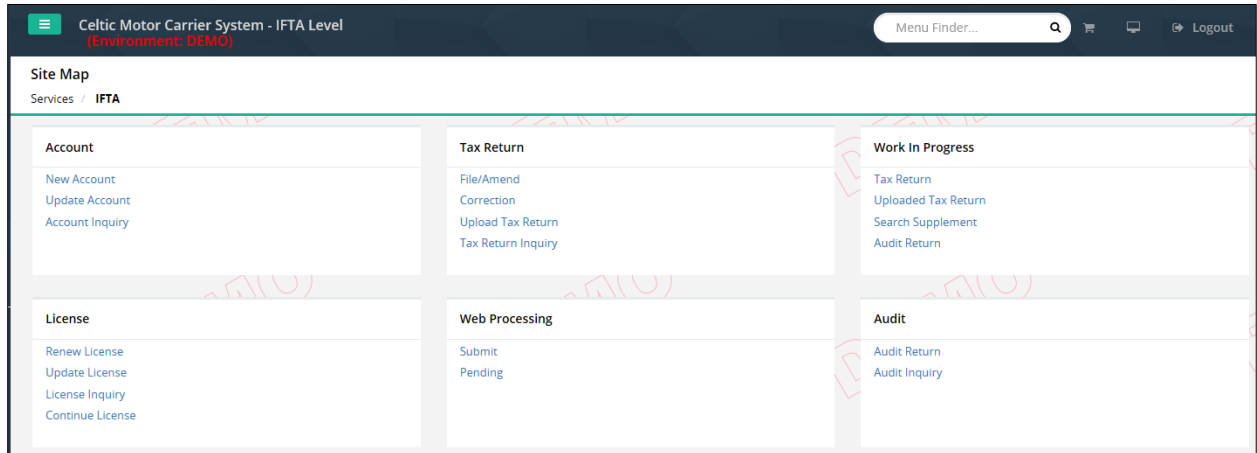 Celtic Motor Carrier System - IFTA Level
(Environment: DEMO)
Menu Finder...
Logout
Site Map
Services / IFTA
Account
New Account
Update Account
Account Inquiry
Tax Return
File/Amend
Correction
Upload Tax Return
Tax Return Inquiry
Work In Progress
Tax Return
Uploaded Tax Return
Search Supplement
Audit Return
License
Renew License
Update License
License Inquiry
Continue License
Web Processing
Submit
Pending
Audit
Audit Return
Audit Inquiry